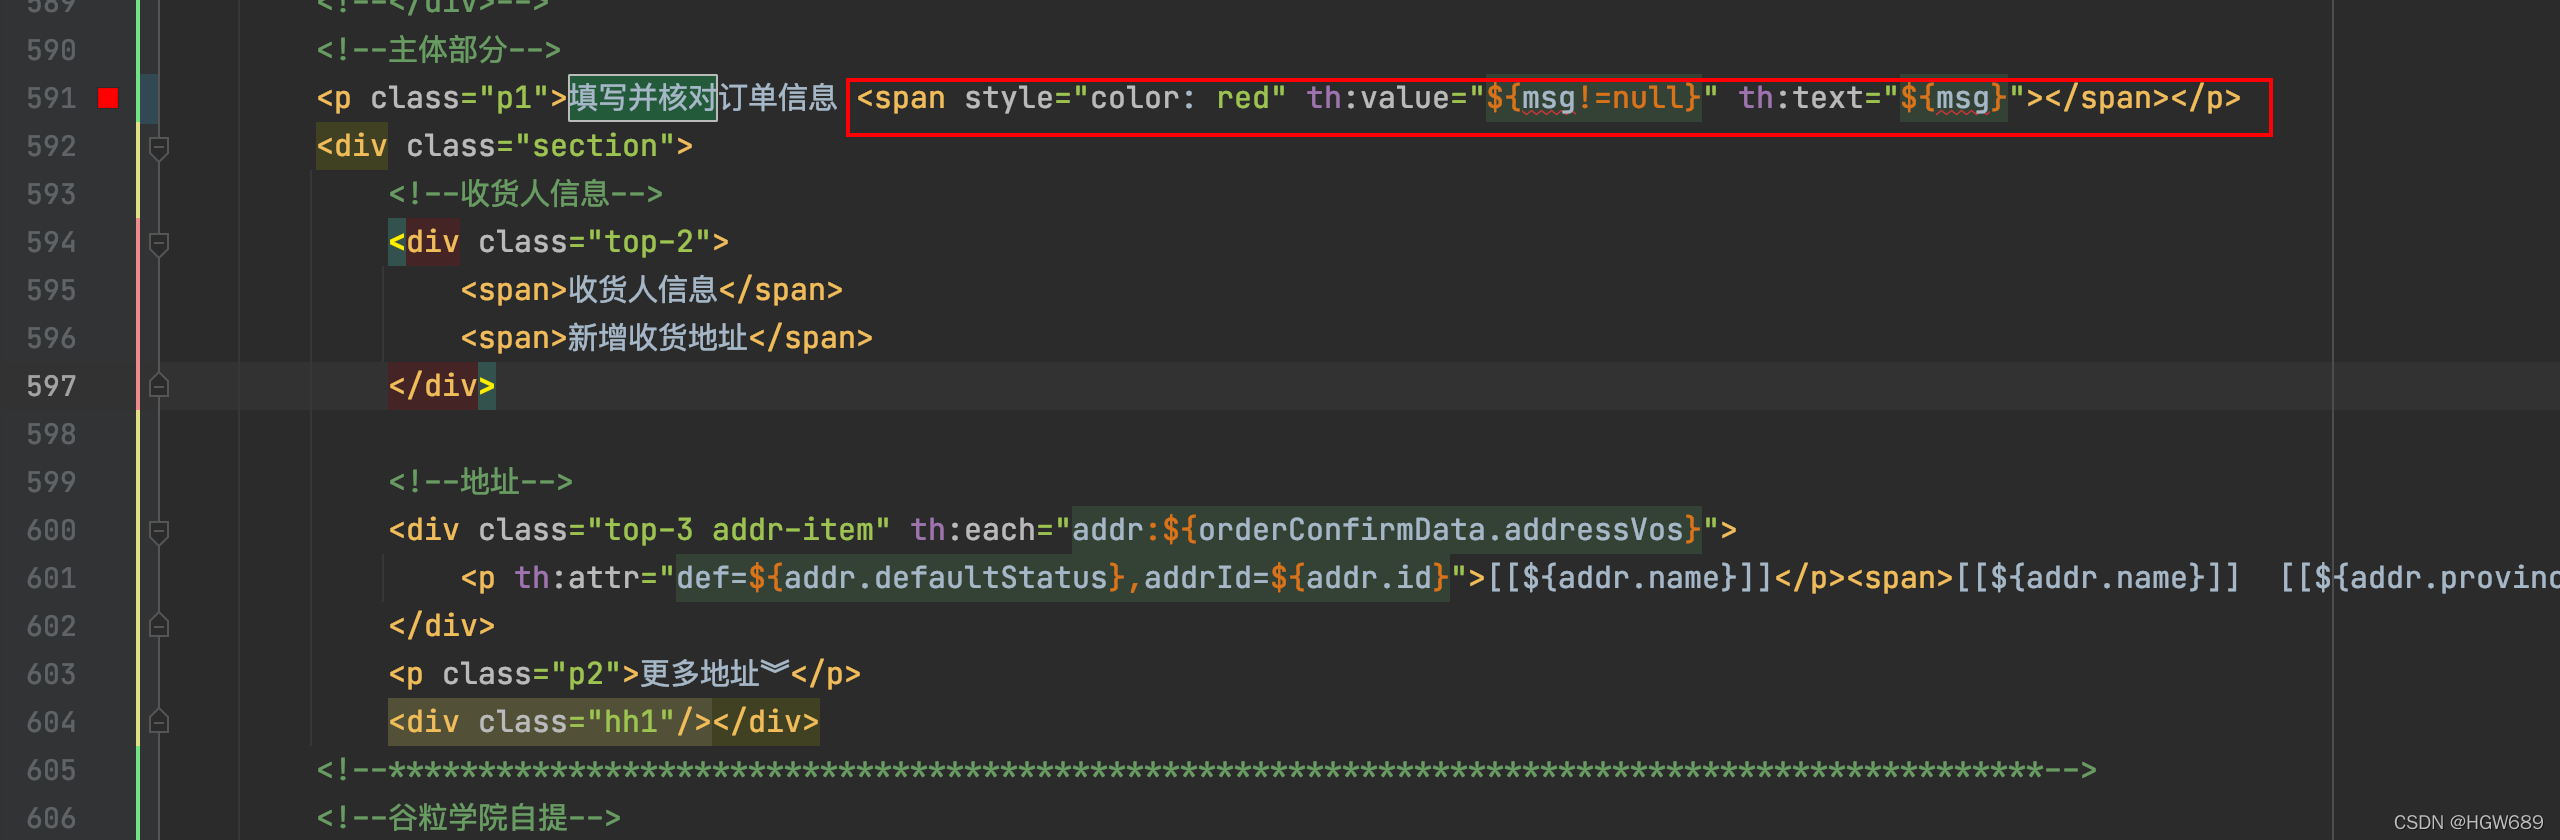 589 <!--</div>-->
590 <!--主体部分-->
591 <p class="p1">填写并核对订单信息 <span style="color: red" th:value="${msg!=null}" th:text="${msg}"></span></p>
592 <div class="section">
593 <!--收货人信息-->
594 <div class="top-2">
595 <span>收货人信息</span>
596 <span>新增收货地址</span>
597 </div>
598
599 <!--地址-->
600 <div class="top-3 addr-item" th:each="addr:${orderConfirmData.addressVos}">
601 <p th:attr="def=${addr.defaultStatus},addrId=${addr.id}">[[${addr.name}]]</p><span>[[${addr.name}]]  [[${addr.provinc
602 </div>
603 <p class="p2">更多地址︾</p>
604 <div class="hh1"/></div>
605 <!--********************************************************************************************-->
606 <!--谷粒学院自提-->
CSDN @HGW689